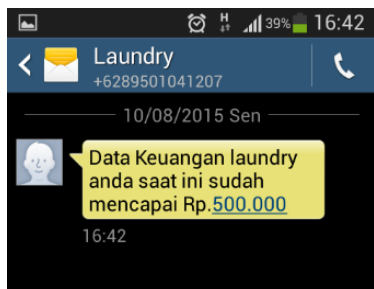 H 39% 16:42
Laundry
+6289501041207
10/08/2015 Sen
Data Keuangan laundry
anda saat ini sudah
mencapai Rp.500.000
16:42